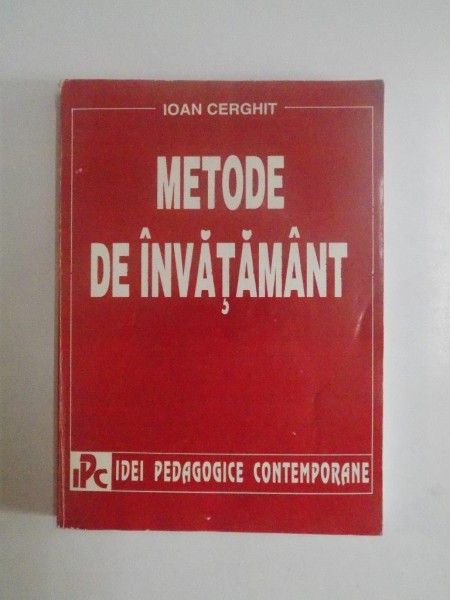 IOAN CERGHIT
METODE
DE ÎNVĂŢĂMÂNT
IPC IDEI PEDAGOGICE CONTEMPORANE